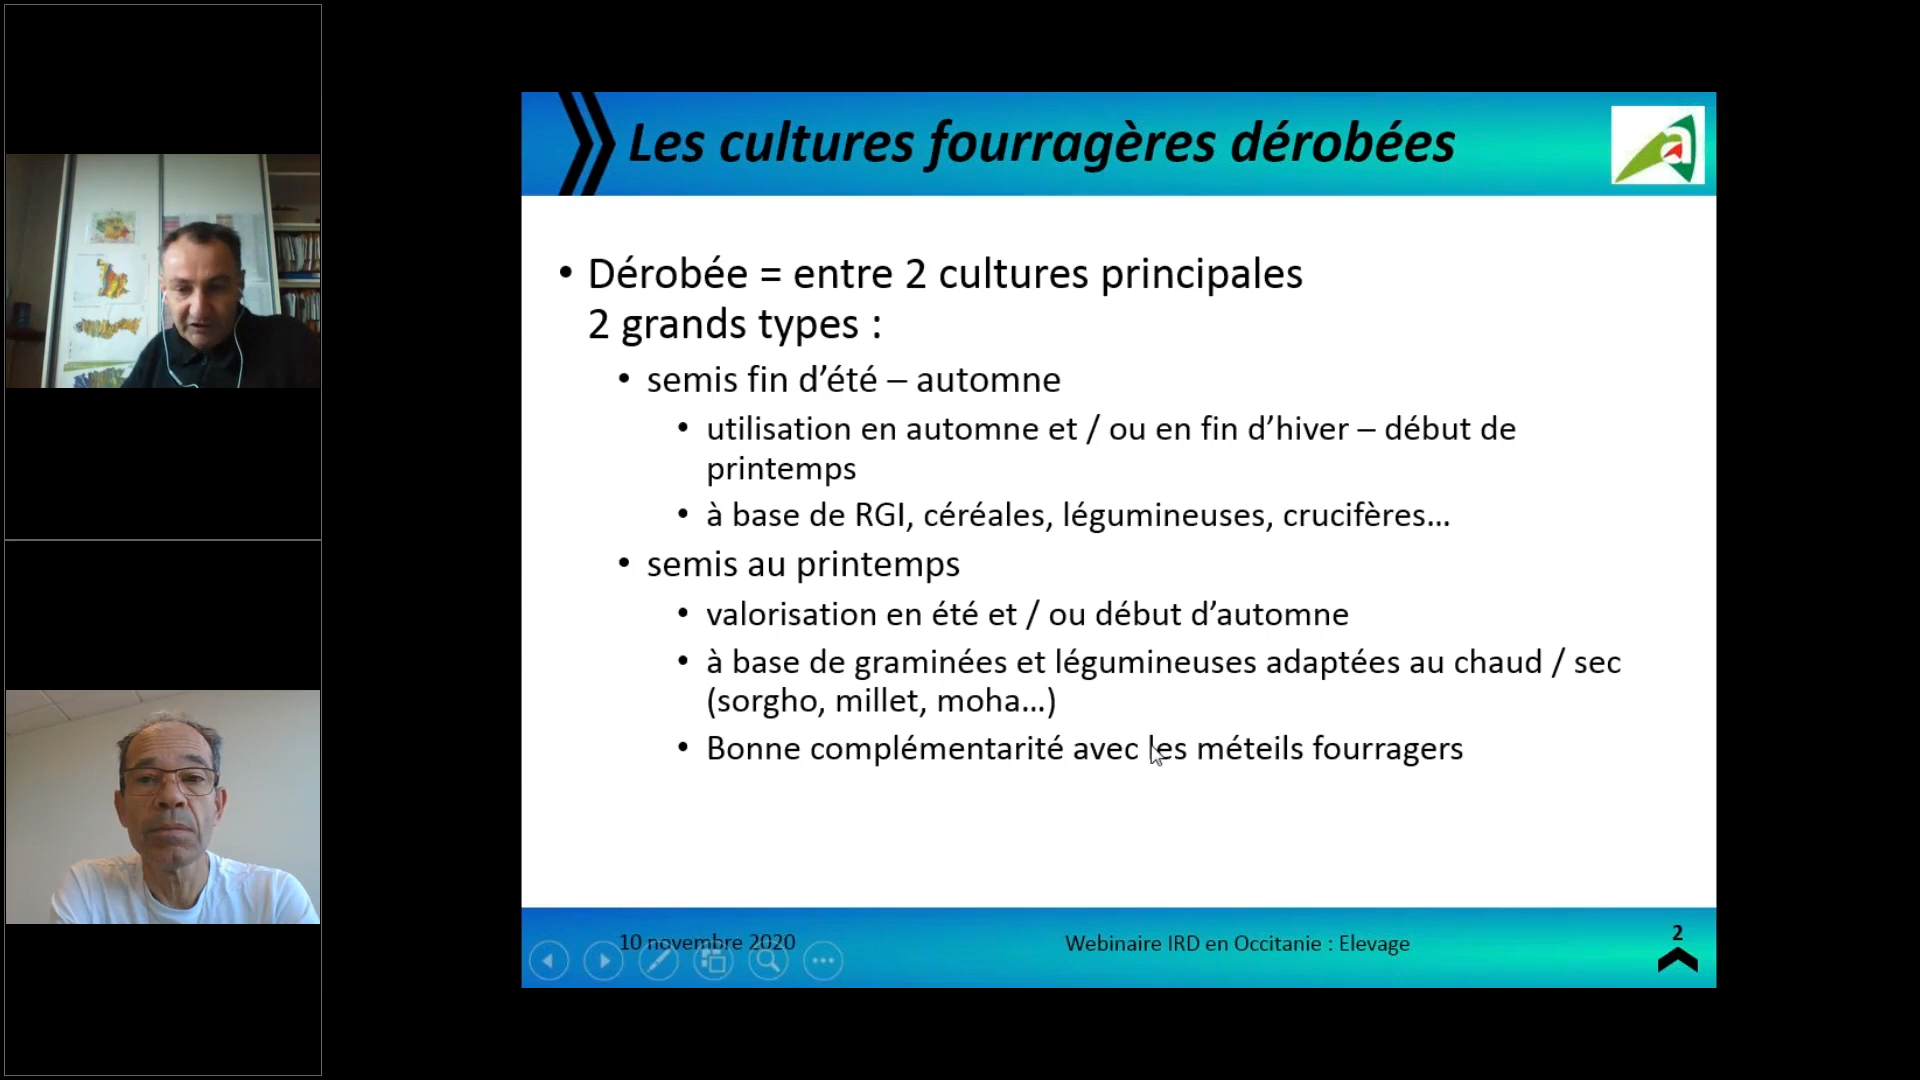 Les cultures fourragères dérobées
• Dérobée = entre 2 cultures principales
2 grands types :
• semis fin d’été – automne
• utilisation en automne et / ou en fin d’hiver – début de
printemps
• à base de RGI, céréales, légumineuses, crucifères…
• semis au printemps
• valorisation en été et / ou début d’automne
• à base de graminées et légumineuses adaptées au chaud / sec
(sorgho, millet, moha…)
• Bonne complémentarité avec les méteils fourragers
10 novembre 2020
Webinaire IRD en Occitanie : Elevage
2